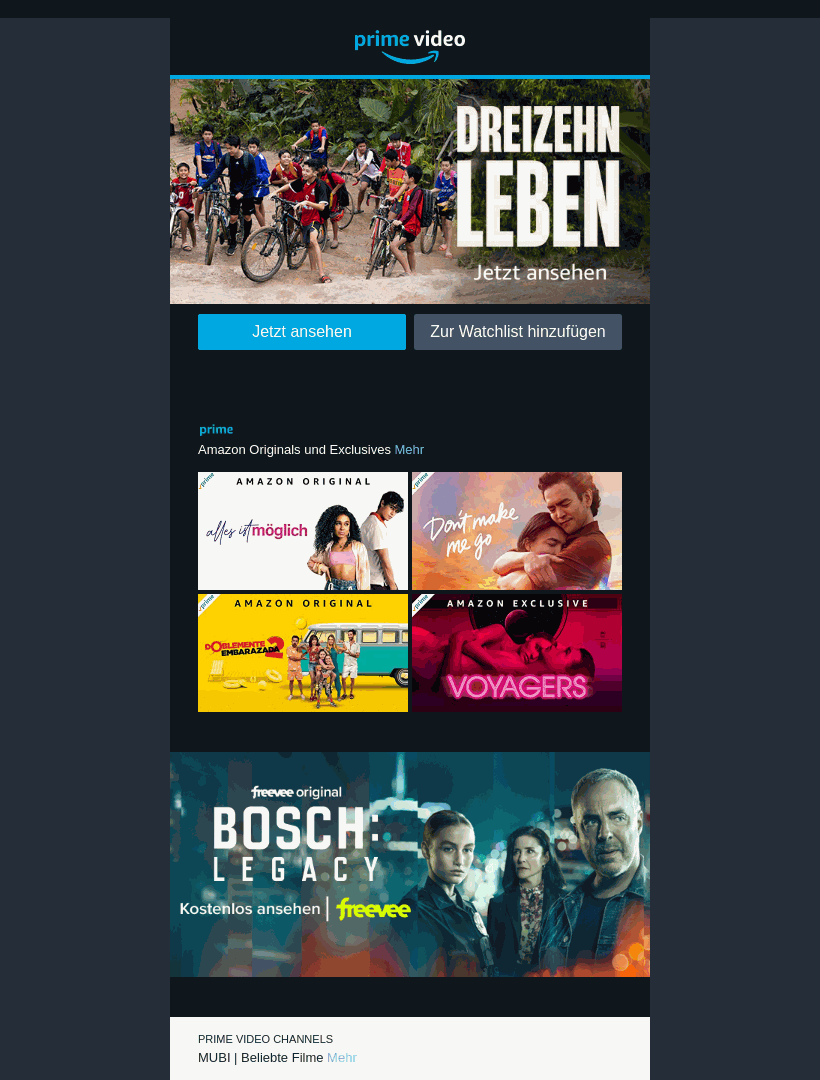 prime video
DREIZEHN
LEBEN
Jetzt ansehen
Jetzt ansehen
Zur Watchlist hinzufügen
prime
Amazon Originals und Exclusives Mehr
prime
AMAZON ORIGINAL
alles ist möglich
prime
Don't make
me go
prime
AMAZON ORIGINAL
DOBLEMENTE
EMBARAZADA 2
prime
AMAZON EXCLUSIVE
VOYAGERS
freevee original
BOSCH:
LEGACY
Kostenlos ansehen | freevee
PRIME VIDEO CHANNELS
MUBI | Beliebte Filme Mehr